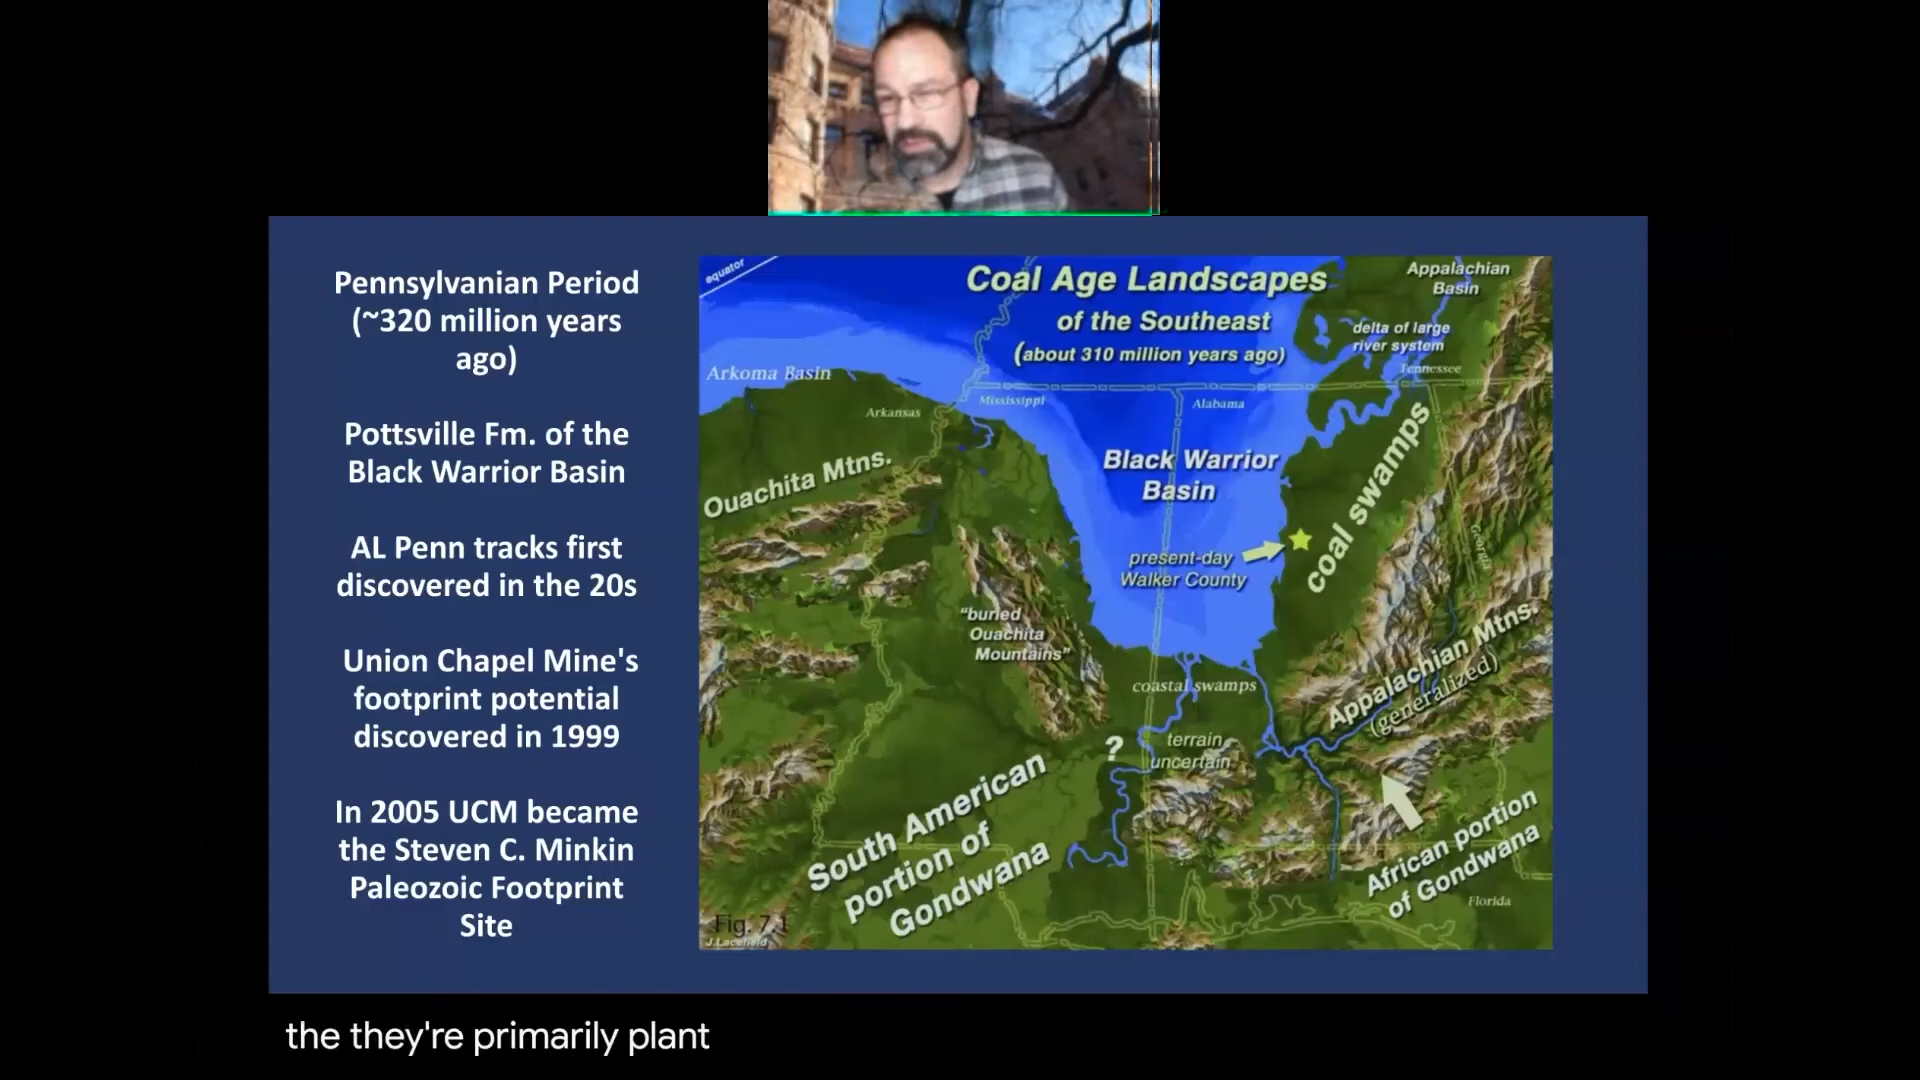 Pennsylvanian Period
(~320 million years
ago)
Pottsville Fm. of the
Black Warrior Basin
AL Penn tracks first
discovered in the 20s
Union Chapel Mine's
footprint potential
discovered in 1999
In 2005 UCM became
the Steven C. Minkin
Paleozoic Footprint
Site
equator
Coal Age Landscapes
of the Southeast
(about 310 million years ago)
Appalachian
Basin
delta of large
river system
Tennessee
Arkoma Basin
Arkansas
Mississippi
Alabama
Ouachita Mtns.
Black Warrior
Basin
coal swamps
Georgia
present-day
Walker County
"buried
Ouachita
Mountains"
Appalachian Mtns.
(generalized)
coastal swamps
?
terrain
uncertain
South American
portion of
Gondwana
African portion
of Gondwana
Florida
Fig. 7.1
J.Lacefield
the they're primarily plant